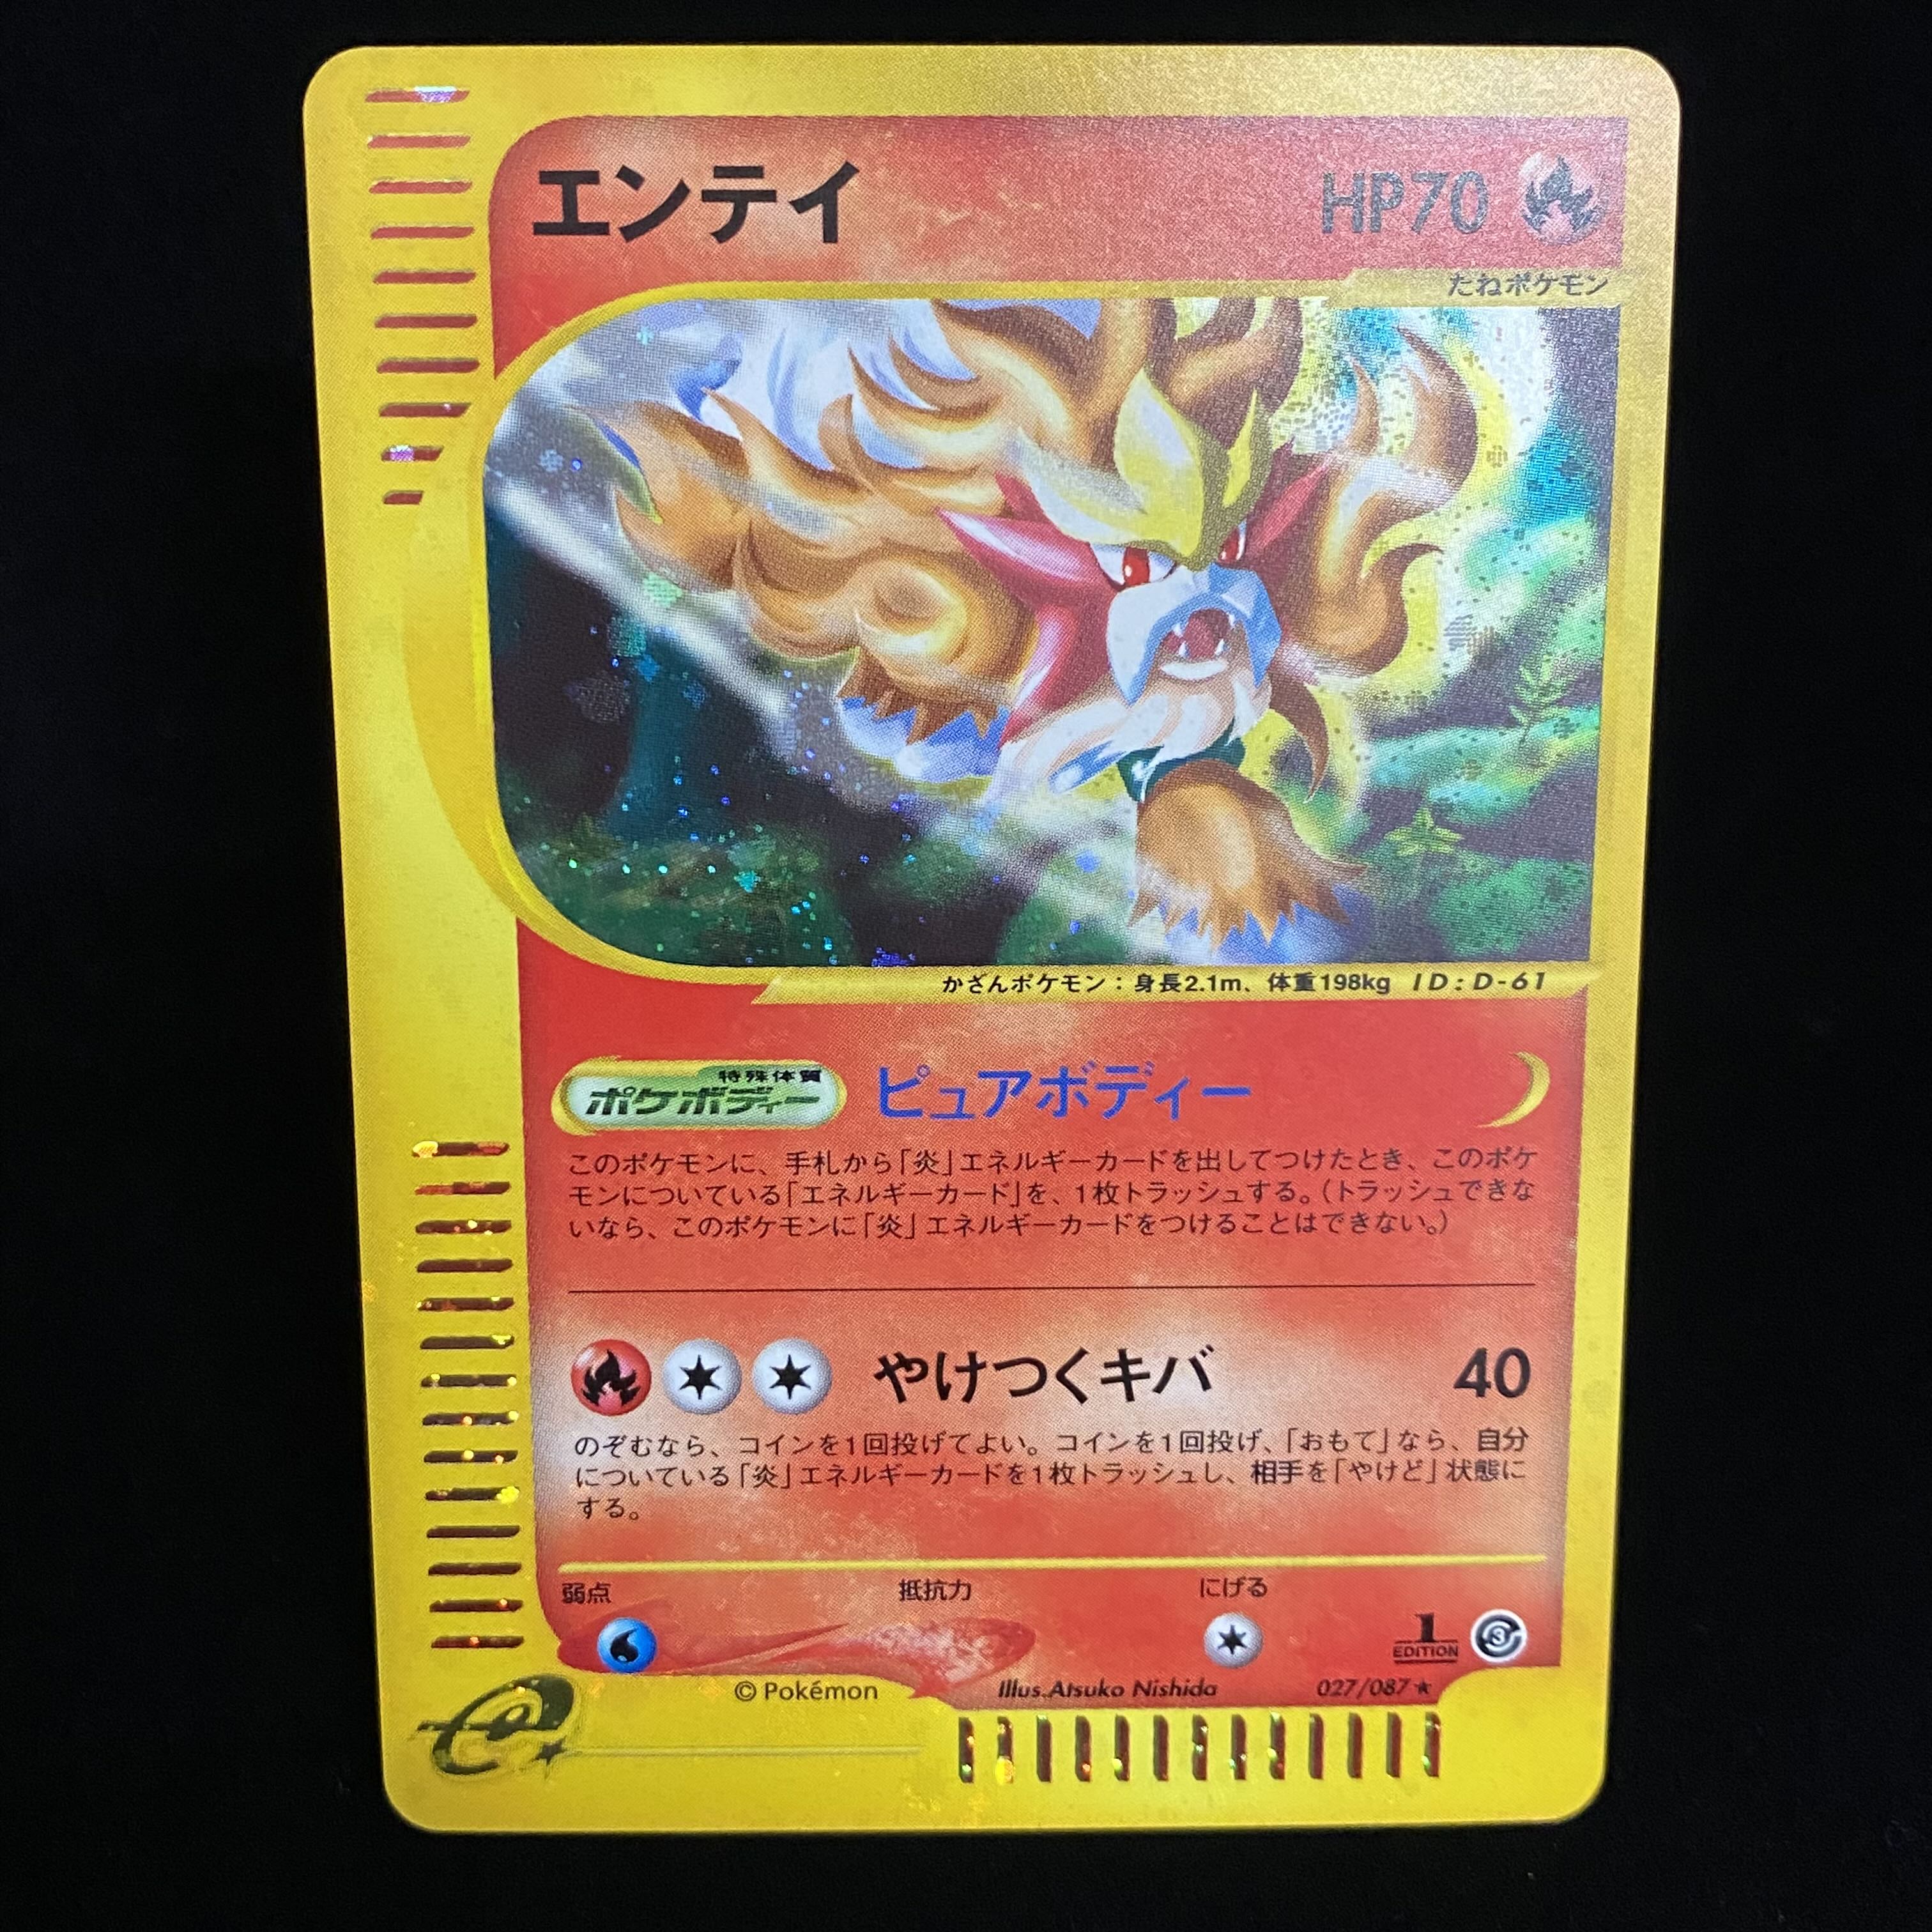 エンテイ
HP70
たねポケモン
かざんポケモン：身長2.1m、体重198kg ID:D-61
特殊体質
ポケボディー
ピュアボディー
このポケモンに、手札から「炎」エネルギーカードを出してつけたとき、このポケ
モンについている「エネルギーカード」を、1枚トラッシュする。（トラッシュできな
いなら、このポケモンに「炎」エネルギーカードをつけることはできない。）
やけつくキバ 40
のぞむなら、コインを1回投げてよい。コインを1回投げ、「おもて」なら、自分
についている「炎」エネルギーカードを1枚トラッシュし、相手を「やけど」状態に
する。
弱点 抵抗力 にげる
1
EDITION
3
© Pokémon Illus.Atsuko Nishida 027/087★
e